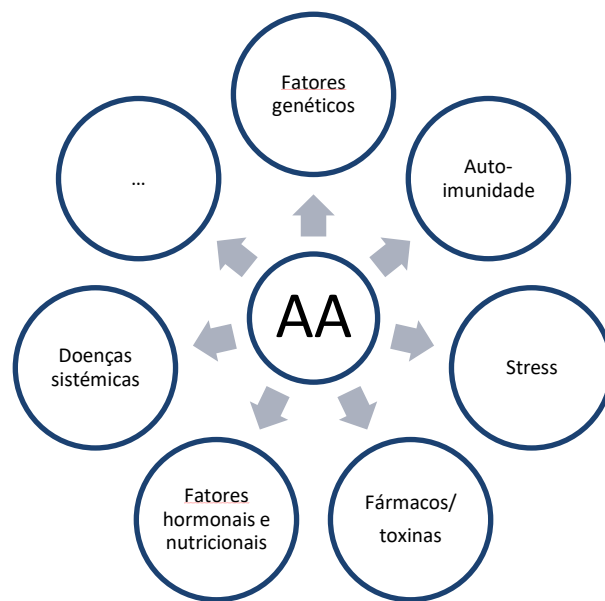 Fatores
genéticos
Auto-
imunidade
Stress
Fármacos/
toxinas
Fatores
hormonais e
nutricionais
Doenças
sistémicas
...
AA